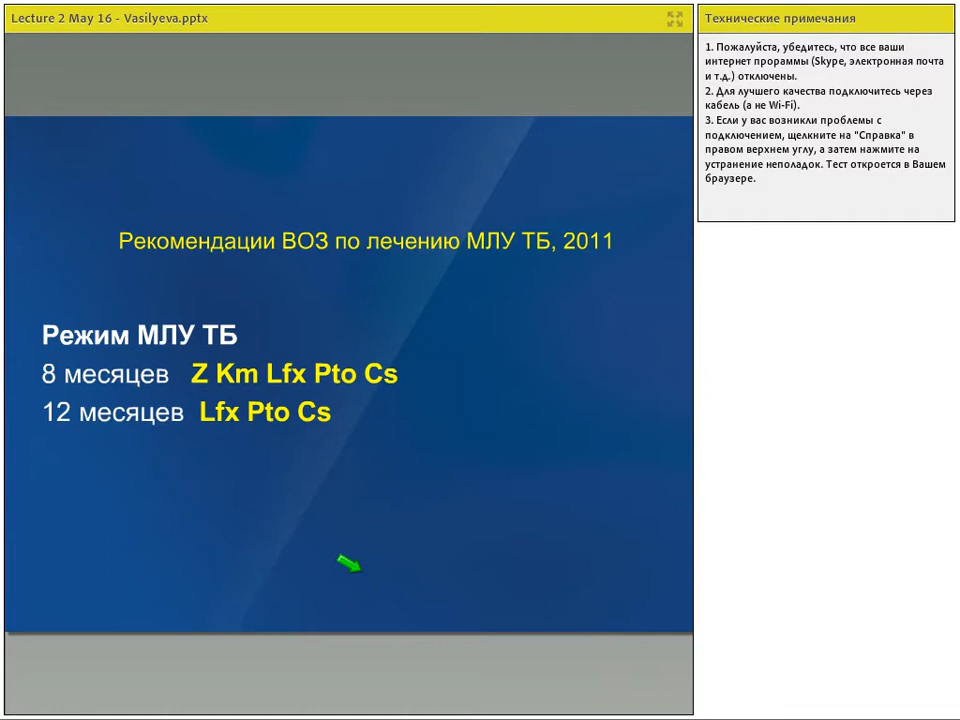 Lecture 2 May 16 - Vasilyeva.pptx
Рекомендации ВОЗ по лечению МЛУ ТБ, 2011
Режим МЛУ ТБ
8 месяцев Z Km Lfx Pto Cs
12 месяцев Lfx Pto Cs
Технические примечания
1. Пожалуйста, убедитесь, что все ваши
интернет прораммы (Skype, электронная почта
и т.д.) отключены.
2. Для лучшего качества подключитесь через
кабель (а не Wi-Fi).
3. Если у вас возникли проблемы с
подключением, щелкните на "Справка" в
правом верхнем углу, а затем нажмите на
устранение неполадок. Тест откроется в Вашем
браузере.